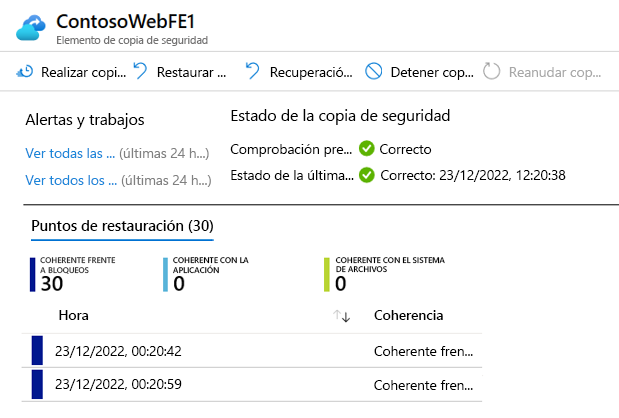 ContosoWebFE1
Elemento de copia de seguridad
Realizar copi... Restaurar ... Recuperació... Detener cop... Reanudar cop...
Alertas y trabajos
Ver todas las ... (últimas 24 h...)
Ver todos los ... (últimas 24 h...)
Estado de la copia de seguridad
Comprobación pre... Correcto
Estado de la última... Correcto: 23/12/2022, 12:20:38
Puntos de restauración (30)
COHERENTE FRENTE
A BLOQUEOS
30
COHERENTE CON LA
APLICACIÓN
0
COHERENTE CON EL SISTEMA
DE ARCHIVOS
0
Hora Coherencia
23/12/2022, 00:20:42 Coherente fren...
23/12/2022, 00:20:59 Coherente fren...